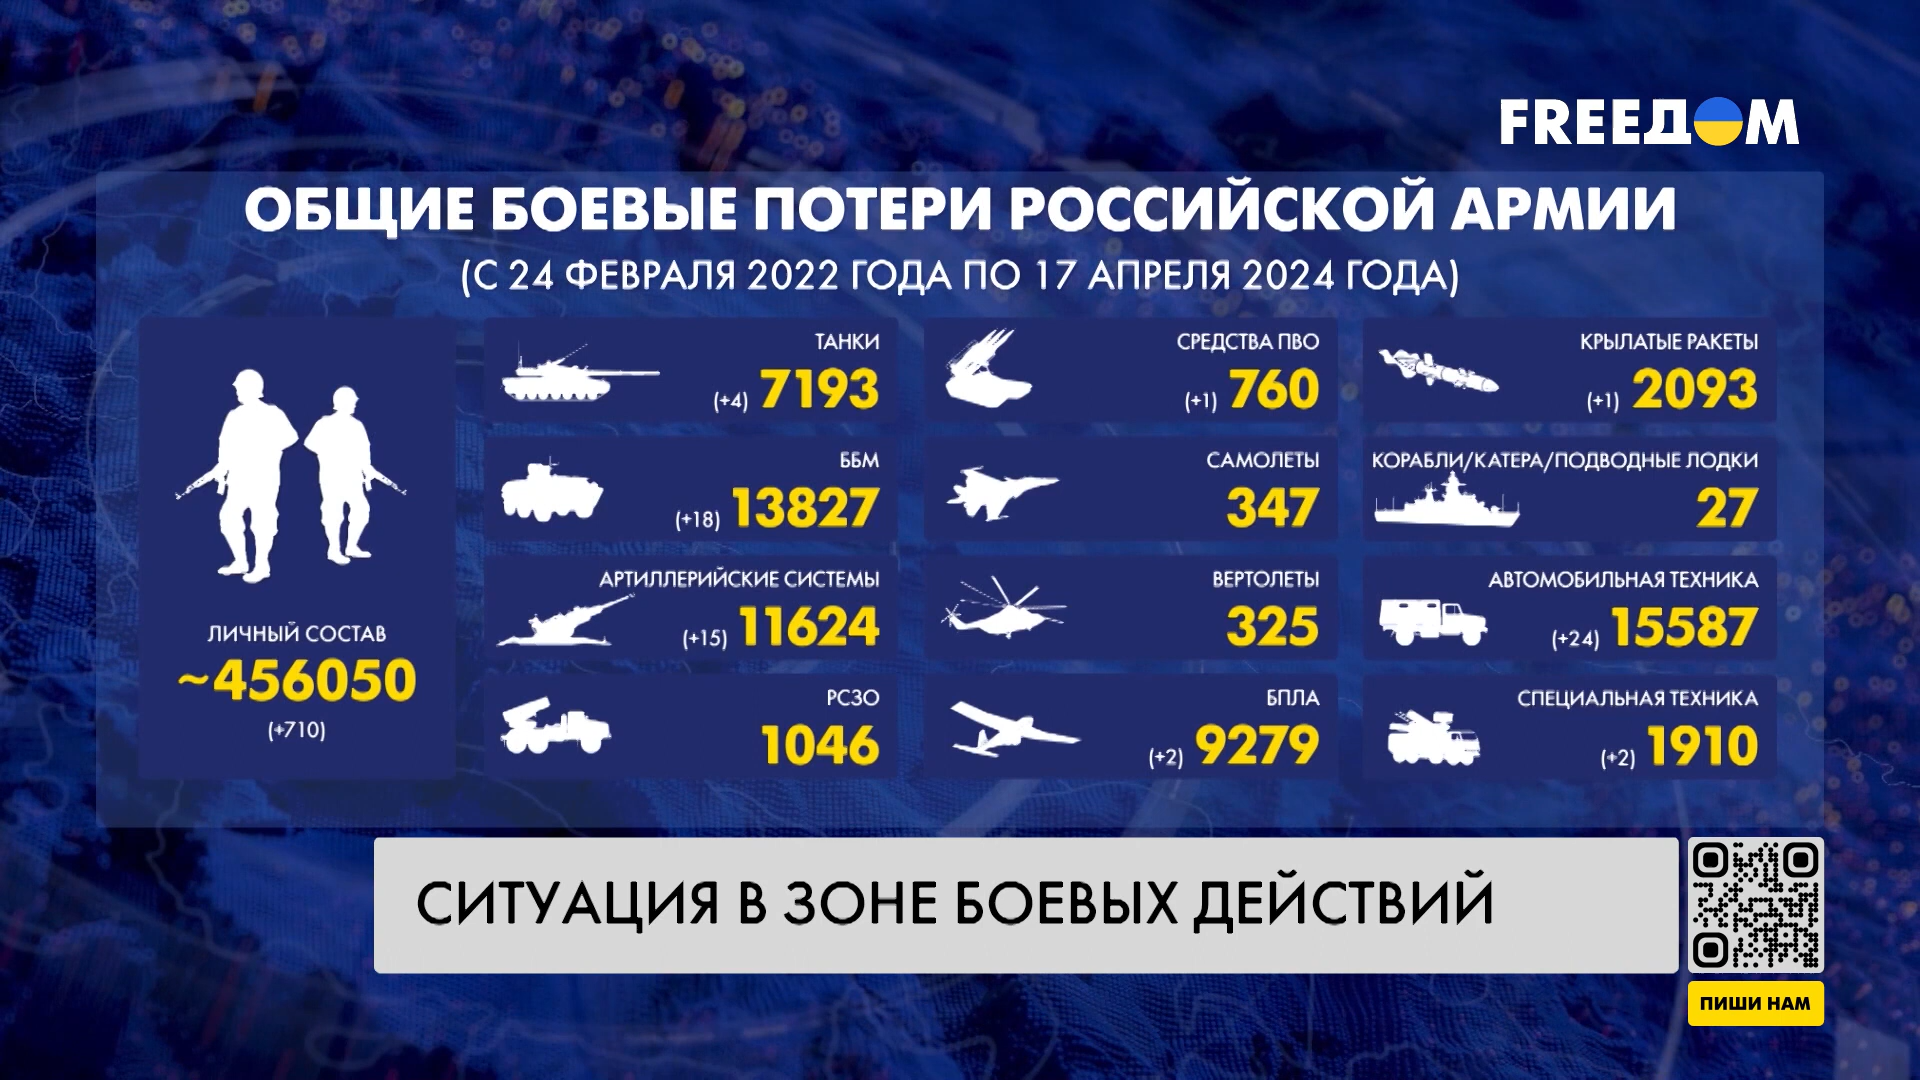 FREEДOM
ОБЩИЕ БОЕВЫЕ ПОТЕРИ РОССИЙСКОЙ АРМИИ
(С 24 ФЕВРАЛЯ 2022 ГОДА ПО 17 АПРЕЛЯ 2024 ГОДА)
ЛИЧНЫЙ СОСТАВ
~456050
(+710)
ТАНКИ
(+4) 7193
ББМ
(+18) 13827
АРТИЛЛЕРИЙСКИЕ СИСТЕМЫ
(+15) 11624
РСЗО
1046
СРЕДСТВА ПВО
(+1) 760
САМОЛЕТЫ
347
ВЕРТОЛЕТЫ
325
БПЛА
(+2) 9279
КРЫЛАТЫЕ РАКЕТЫ
(+1) 2093
КОРАБЛИ/КАТЕРА/ПОДВОДНЫЕ ЛОДКИ
27
АВТОМОБИЛЬНАЯ ТЕХНИКА
(+24) 15587
СПЕЦИАЛЬНАЯ ТЕХНИКА
(+2) 1910
СИТУАЦИЯ В ЗОНЕ БОЕВЫХ ДЕЙСТВИЙ
ПИШИ НАМ